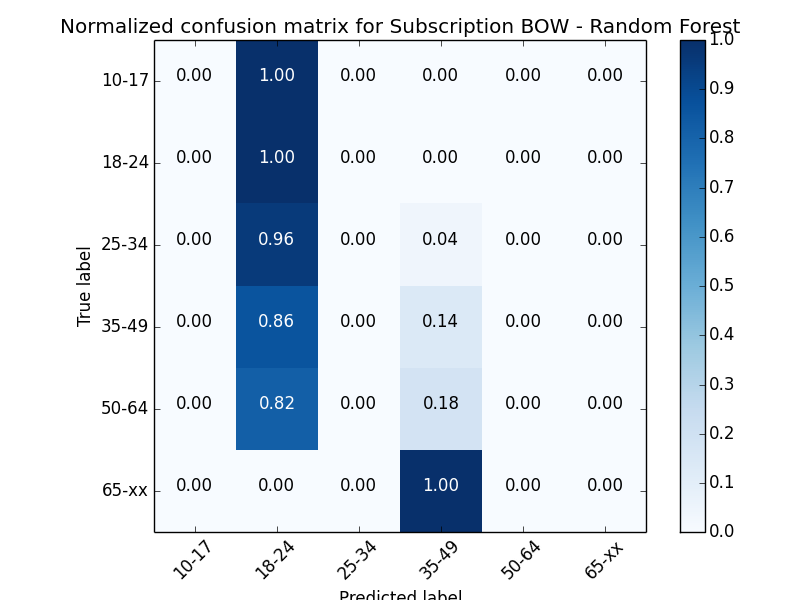 Normalized confusion matrix for Subscription BOW - Random Forest
True label
10-17 0.00 1.00 0.00 0.00 0.00 0.00
18-24 0.00 1.00 0.00 0.00 0.00 0.00
25-34 0.00 0.96 0.00 0.04 0.00 0.00
35-49 0.00 0.86 0.00 0.14 0.00 0.00
50-64 0.00 0.82 0.00 0.18 0.00 0.00
65-xx 0.00 0.00 0.00 1.00 0.00 0.00
10-17 18-24 25-34 35-49 50-64 65-xx
Predicted label
1.0
0.9
0.8
0.7
0.6
0.5
0.4
0.3
0.2
0.1
0.0